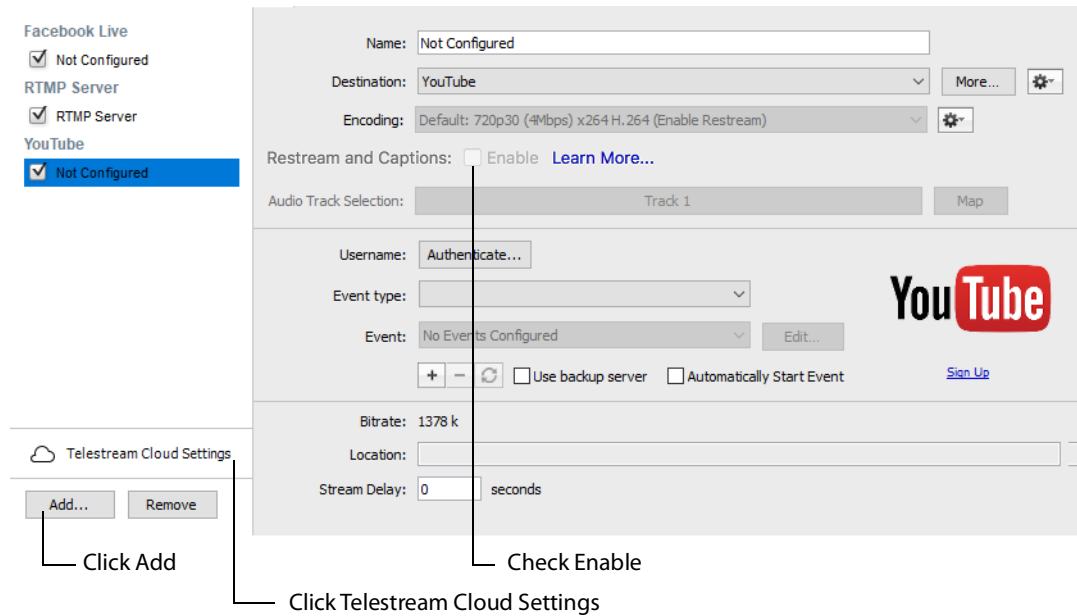 Facebook Live
Not Configured
RTMP Server
RTMP Server
YouTube
Not Configured
Telestream Cloud Settings
Add... Remove
Name: Not Configured
Destination: YouTube More...
Encoding: Default: 720p30 (4Mbps) x264 H.264 (Enable Restream)
Restream and Captions: Enable Learn More...
Audio Track Selection: Track 1 Map
Username: Authenticate...
Event type:
YouTube
Event: No Events Configured Edit...
+ − Use backup server Automatically Start Event Sign Up
Bitrate: 1378 k
Location:
Stream Delay: 0 seconds
Click Add Check Enable
Click Telestream Cloud Settings